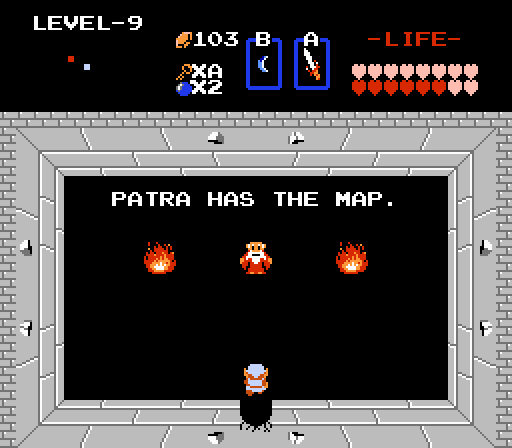 LEVEL-9
103 B A -LIFE-
XA
X2
PATRA HAS THE MAP.